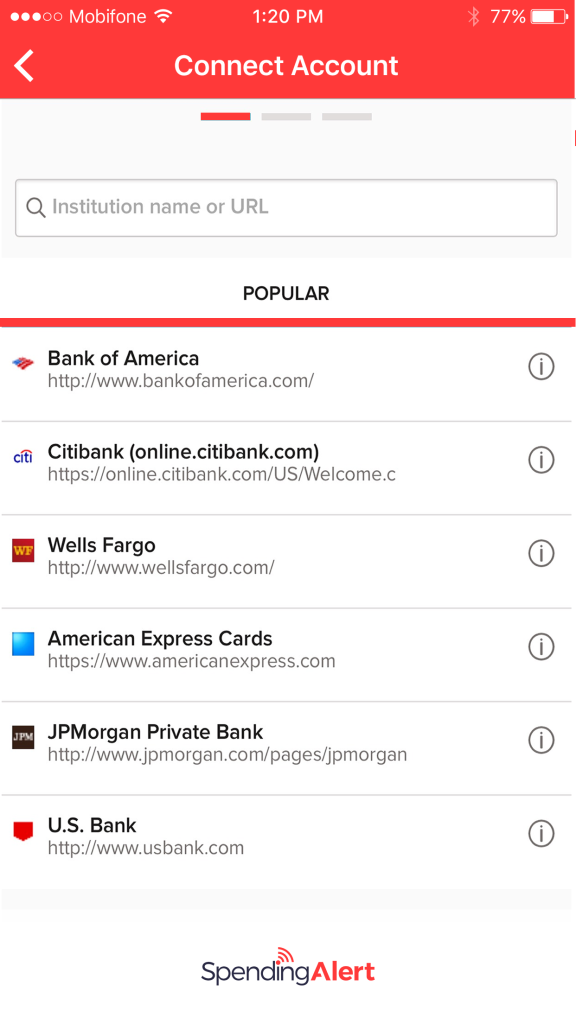 Mobifone 1:20 PM 77%
Connect Account
Institution name or URL
POPULAR
Bank of America
http://www.bankofamerica.com/
citi
Citibank (online.citibank.com)
https://online.citibank.com/US/Welcome.c
WF
Wells Fargo
http://www.wellsfargo.com/
American Express Cards
https://www.americanexpress.com
JPM
JPMorgan Private Bank
http://www.jpmorgan.com/pages/jpmorgan
U.S. Bank
http://www.usbank.com
SpendingAlert